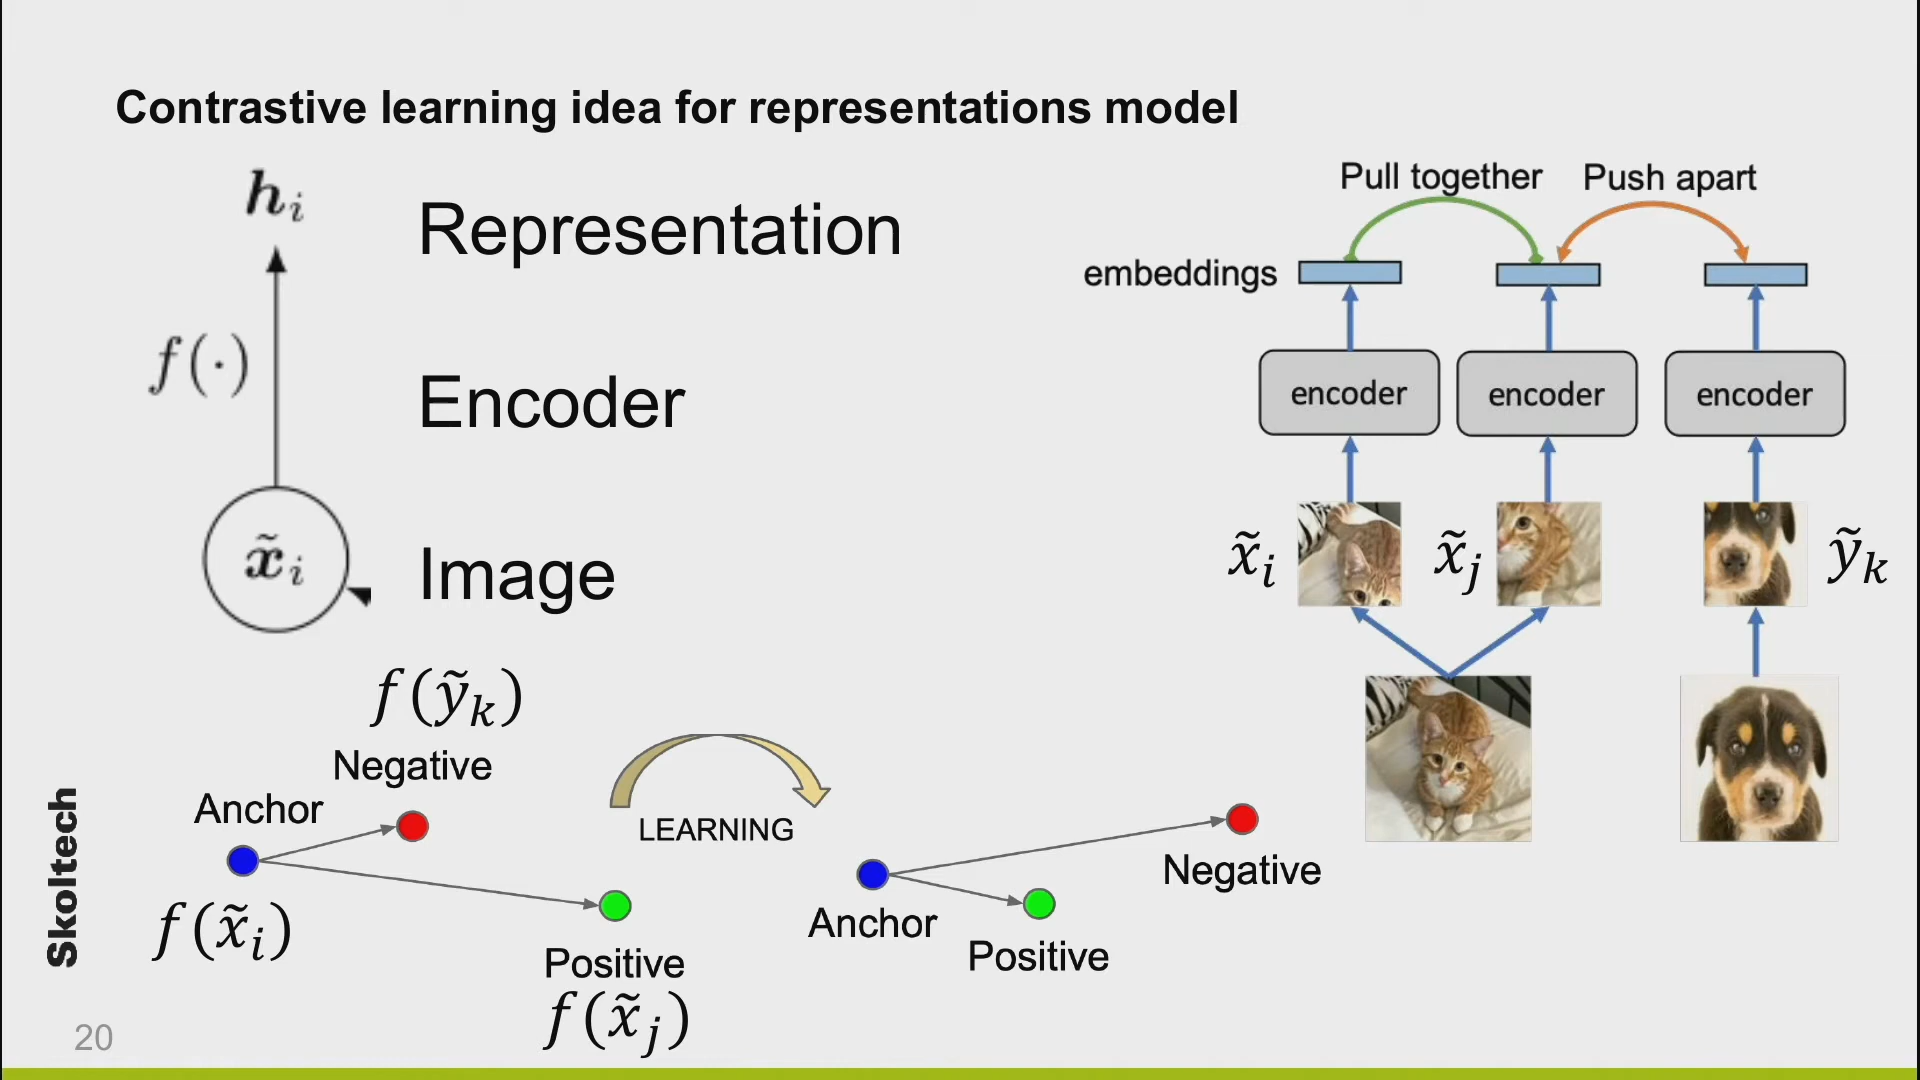 Contrastive learning idea for representations model
h_i
Representation
f(·)
Encoder
x̃_i
Image
Pull together
Push apart
embeddings
encoder
encoder
encoder
x̃_i
x̃_j
ỹ_k
f(ỹ_k)
Negative
Anchor
f(x̃_i)
Positive
f(x̃_j)
LEARNING
Anchor
Positive
Negative
Skoltech
20